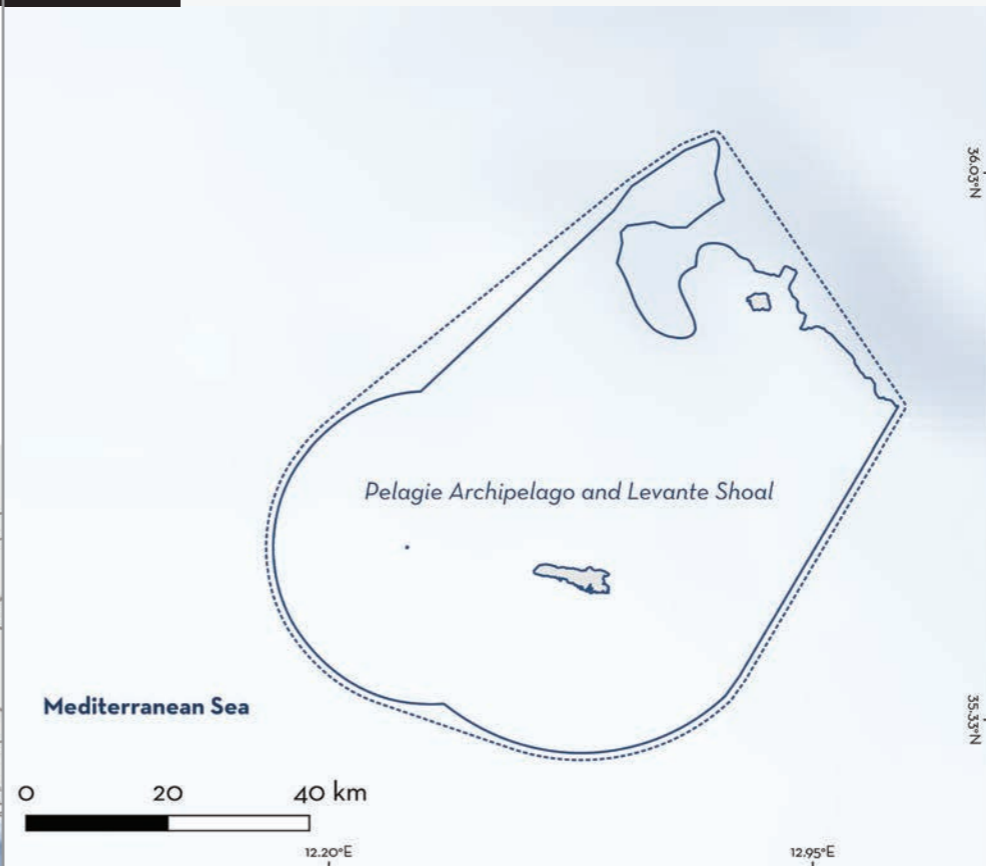 36.03°N
Pelagie Archipelago and Levante Shoal
Mediterranean Sea
35.33°N
0 20 40 km
12.20°E 12.95°E